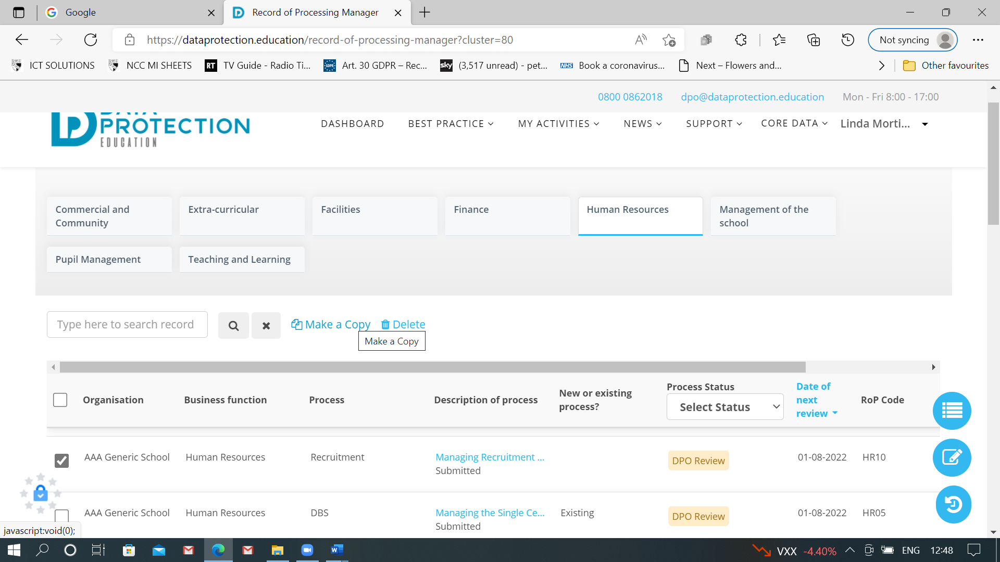 Google
Record of Processing Manager
https://dataprotection.education/record-of-processing-manager?cluster=80
Not syncing
ICT SOLUTIONS
NCC MI SHEETS
RT
TV Guide - Radio Ti...
GDPR
Art. 30 GDPR – Rec...
sky
(3,517 unread) - pet...
NHS
Book a coronavirus...
Next – Flowers and...
Other favourites
0800 0862018
dpo@dataprotection.education
Mon - Fri 8:00 - 17:00
DATA
PROTECTION
EDUCATION
DASHBOARD
BEST PRACTICE
MY ACTIVITIES
NEWS
SUPPORT
CORE DATA
Linda Morti...
Commercial and
Community
Extra-curricular
Facilities
Finance
Human Resources
Management of the
school
Pupil Management
Teaching and Learning
Type here to search record
Make a Copy
Delete
Make a Copy
Organisation
Business function
Process
Description of process
New or existing
process?
Process Status
Select Status
Date of
next
review
RoP Code
AAA Generic School
Human Resources
Recruitment
Managing Recruitment ...
Submitted
DPO Review
01-08-2022
HR10
AAA Generic School
Human Resources
DBS
Managing the Single Ce...
Submitted
Existing
DPO Review
01-08-2022
HR05
javascript:void(0);
VXX
-4.40%
ENG
12:48